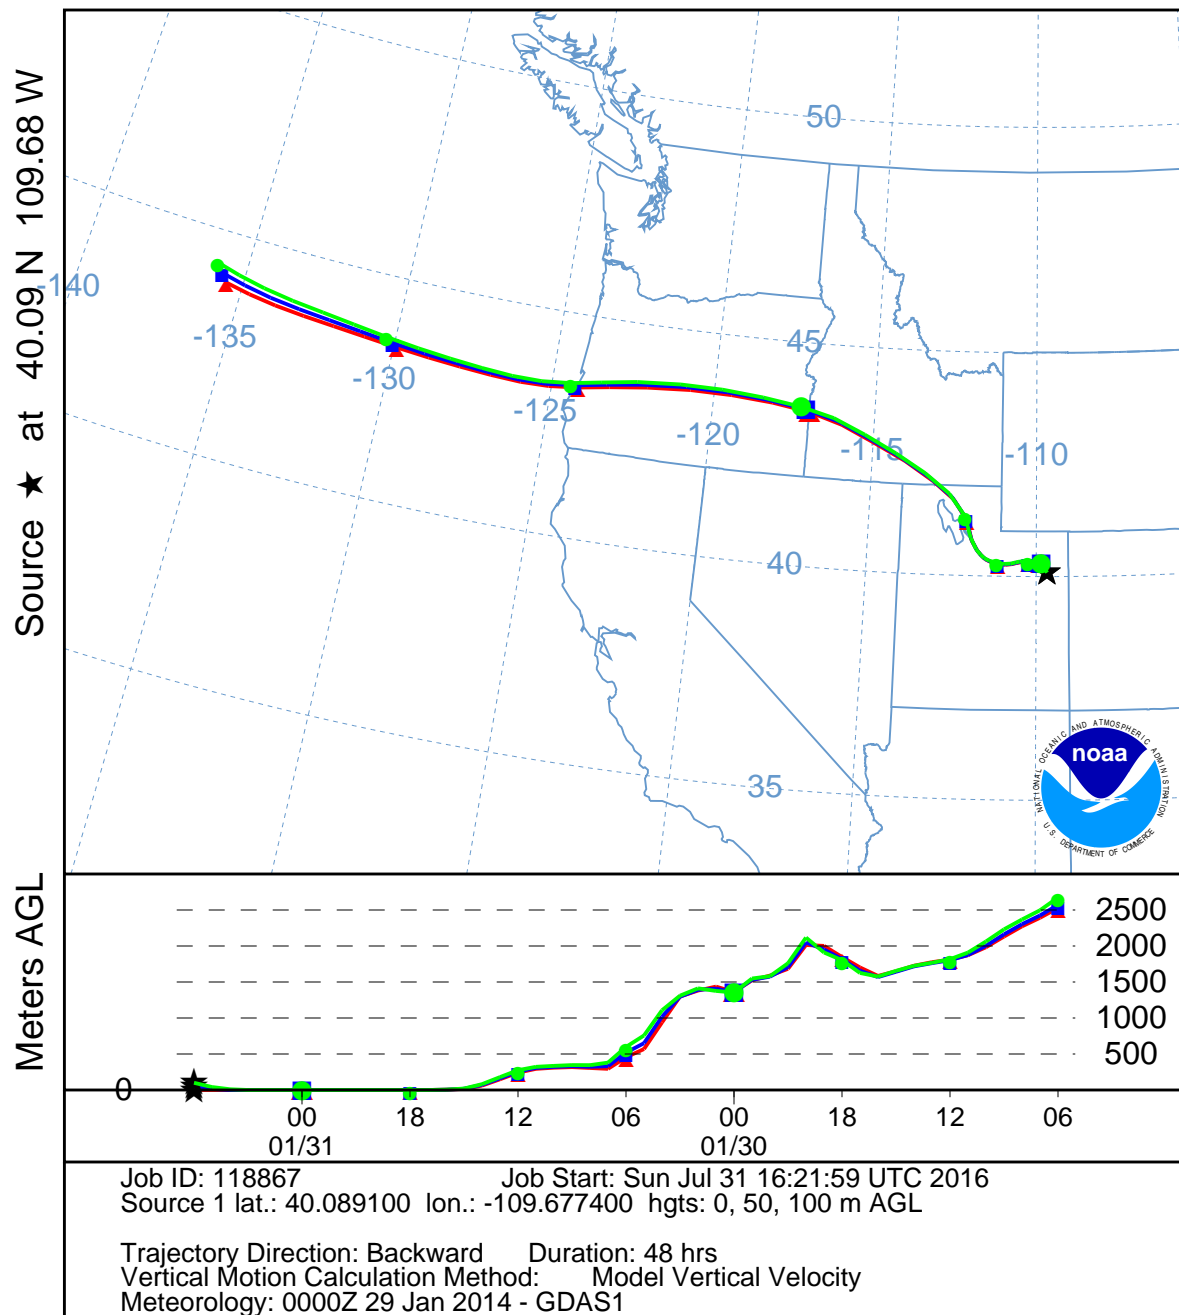 Source ★ at 40.09 N 109.68 W
50
-140
-135
45
-130
-125
-120
-115
-110
40
35
NATIONAL OCEANIC AND ATMOSPHERIC ADMINISTRATION
noaa
U.S. DEPARTMENT OF COMMERCE
Meters AGL
2500
2000
1500
1000
500
0
00 18 12 06 00 18 12 06
01/31 01/30
Job ID: 118867 Job Start: Sun Jul 31 16:21:59 UTC 2016
Source 1 lat.: 40.089100 lon.: -109.677400 hgts: 0, 50, 100 m AGL
Trajectory Direction: Backward Duration: 48 hrs
Vertical Motion Calculation Method: Model Vertical Velocity
Meteorology: 0000Z 29 Jan 2014 - GDAS1